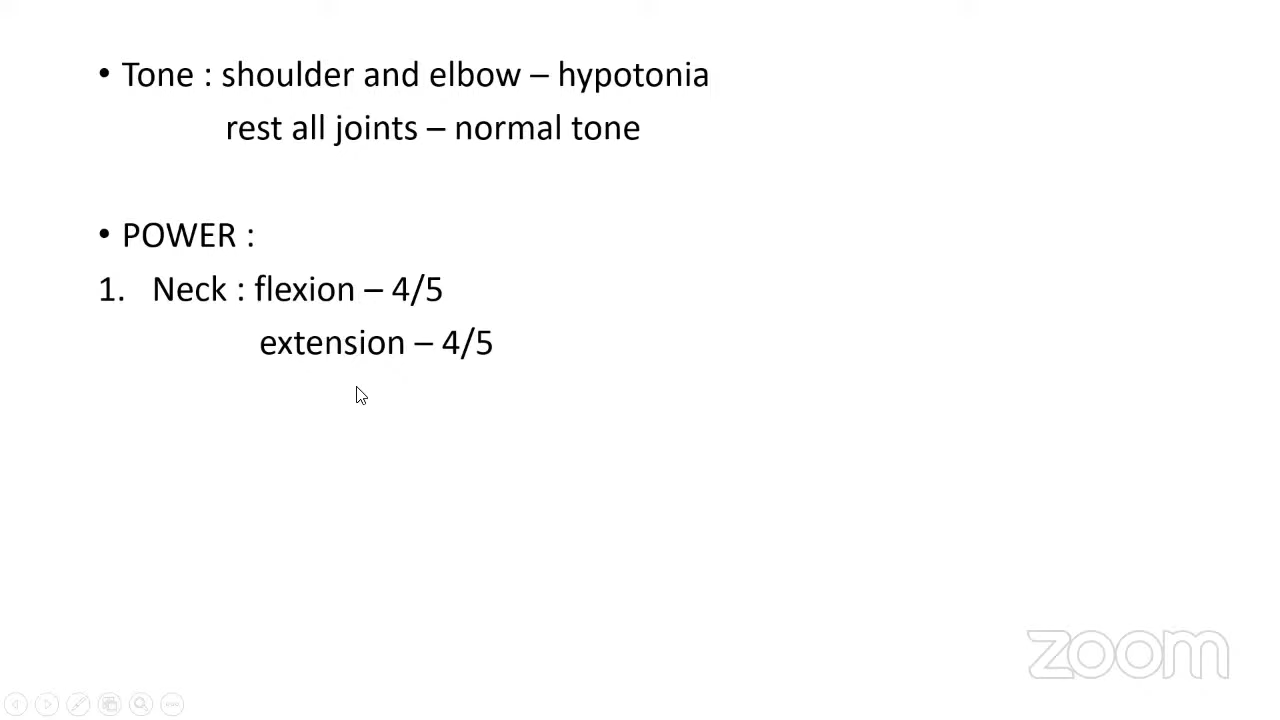 • Tone : shoulder and elbow – hypotonia
rest all joints – normal tone
• POWER :
1. Neck : flexion – 4/5
extension – 4/5
zoom